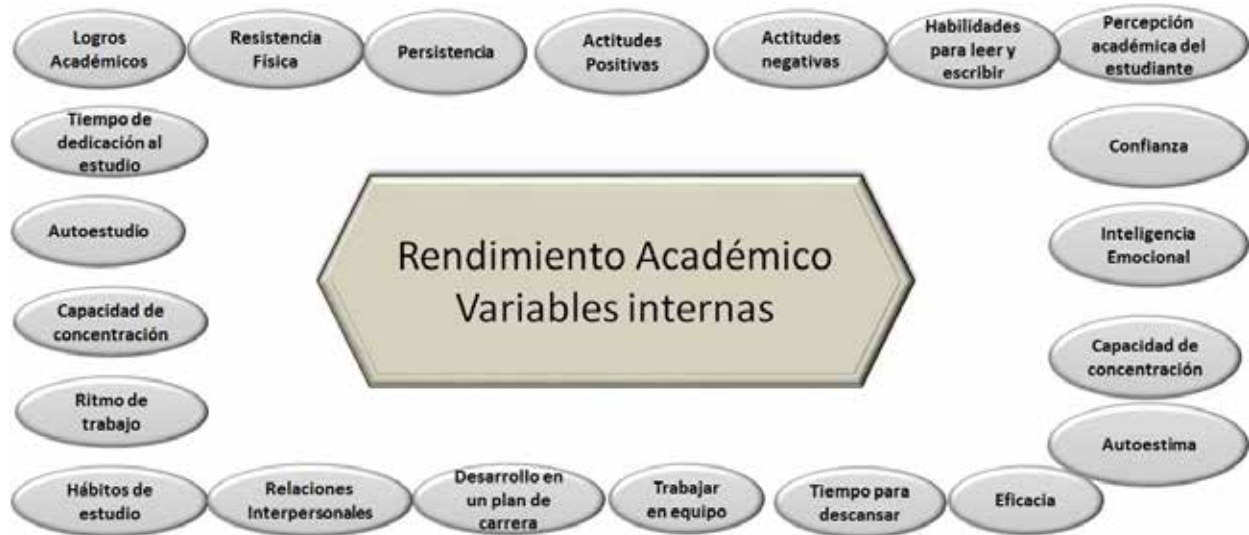 Logros
Académicos
Resistencia
Física
Persistencia
Actitudes
Positivas
Actitudes
negativas
Habilidades
para leer y
escribir
Percepción
académica del
estudiante
Tiempo de
dedicación al
estudio
Confianza
Autoestudio
Inteligencia
Emocional
Rendimiento Académico
Variables internas
Capacidad de
concentración
Capacidad de
concentración
Ritmo de
trabajo
Autoestima
Hábitos de
estudio
Relaciones
Interpersonales
Desarrollo en
un plan de
carrera
Trabajar
en equipo
Tiempo para
descansar
Eficacia